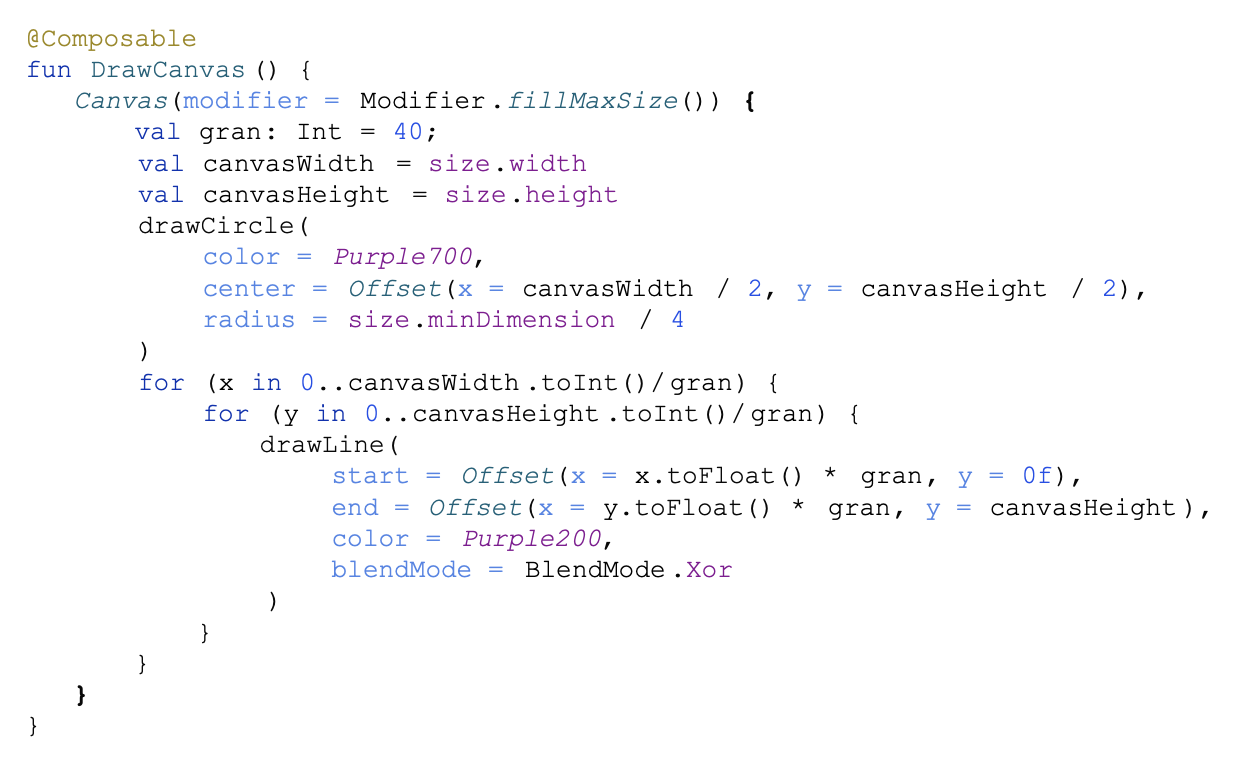 @Composable
fun DrawCanvas() {
    Canvas(modifier = Modifier.fillMaxSize()) {
        val gran: Int = 40;
        val canvasWidth = size.width
        val canvasHeight = size.height
        drawCircle(
            color = Purple700,
            center = Offset(x = canvasWidth / 2, y = canvasHeight / 2),
            radius = size.minDimension / 4
        )
        for (x in 0..canvasWidth.toInt()/gran) {
            for (y in 0..canvasHeight.toInt()/gran) {
                drawLine(
                    start = Offset(x = x.toFloat() * gran, y = 0f),
                    end = Offset(x = y.toFloat() * gran, y = canvasHeight),
                    color = Purple200,
                    blendMode = BlendMode.Xor
                )
            }
        }
    }
}